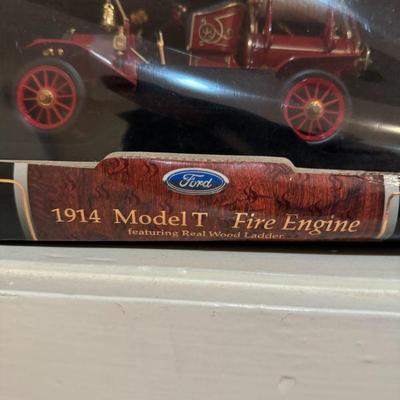 Ford
1914 Model T Fire Engine
featuring Real Wood Ladder